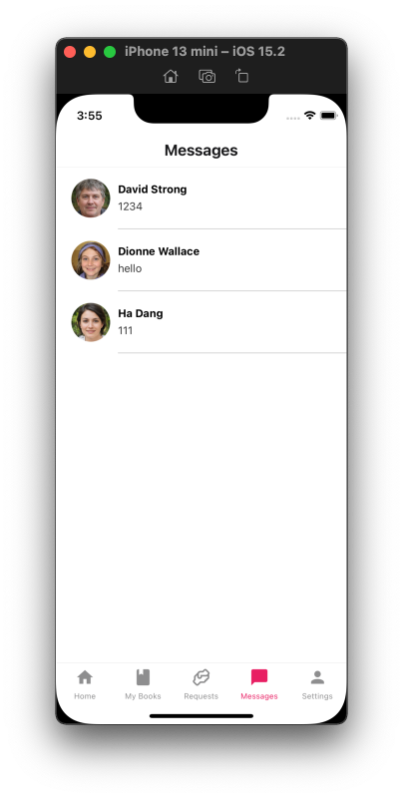 iPhone 13 mini – iOS 15.2
3:55
Messages
David Strong
1234
Dionne Wallace
hello
Ha Dang
111
Home
My Books
Requests
Messages
Settings